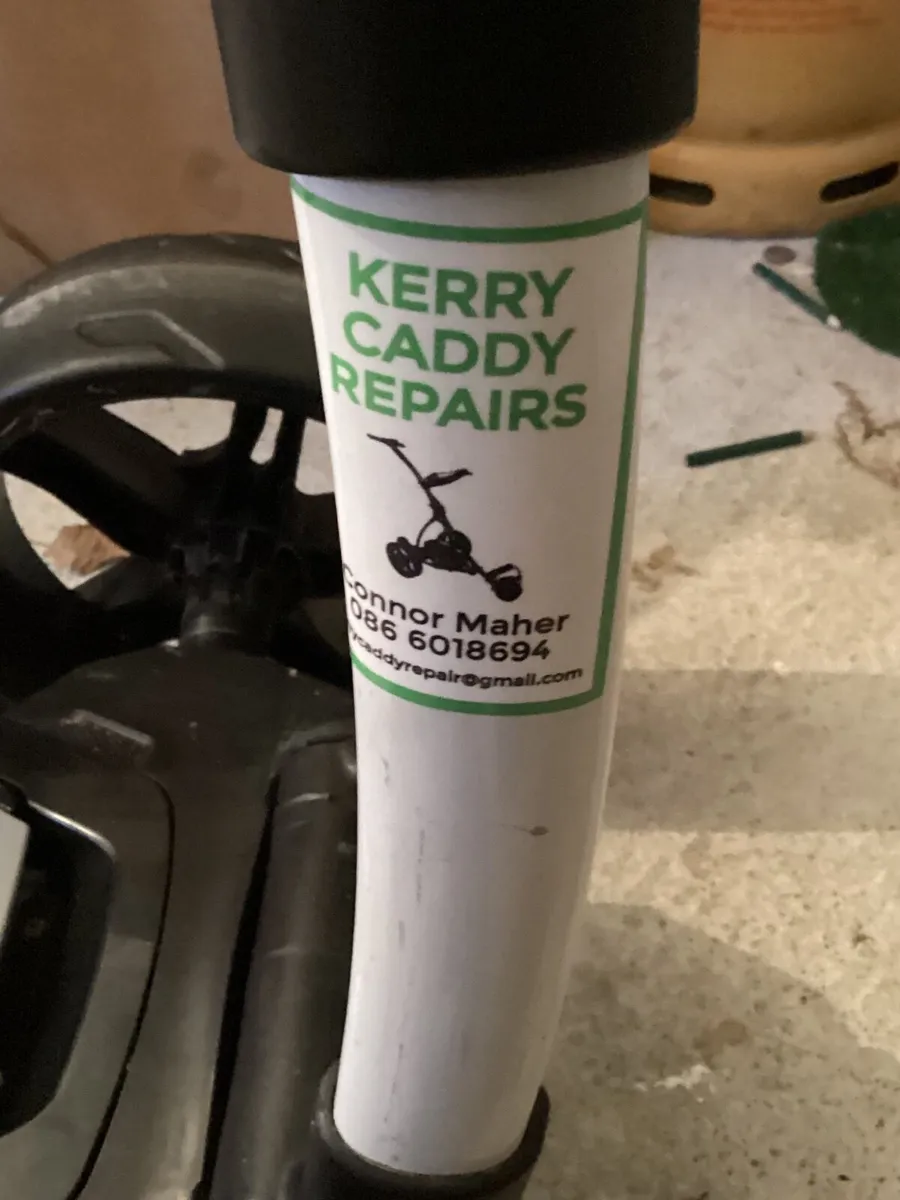 KERRY
CADDY
REPAIRS
Connor Maher
086 6018694
ycaddyrepair@gmail.com